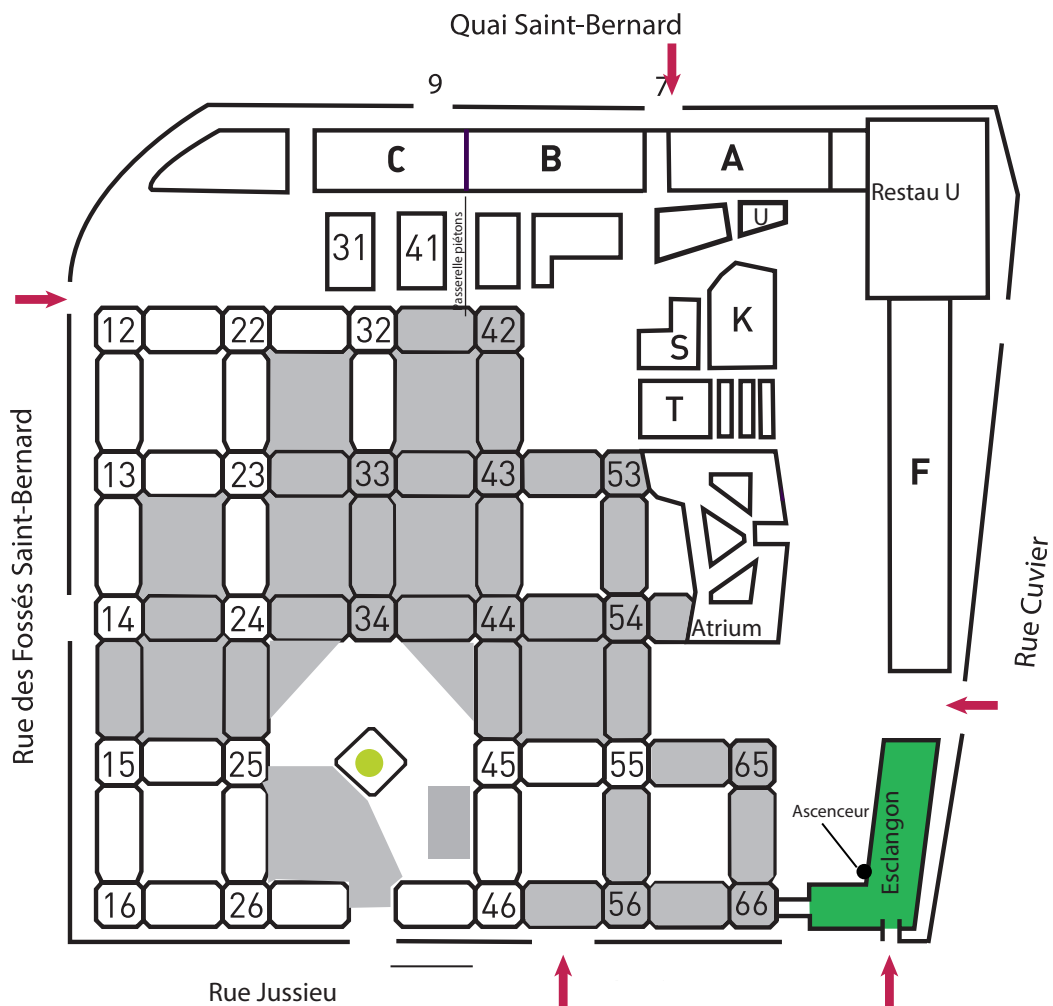 Quai Saint-Bernard
9
7
C
B
A
Restau U
31
41
Passerelle piétons
U
12
22
32
42
S
K
T
13
23
33
43
53
F
Rue des Fossés Saint-Bernard
Rue Cuvier
14
24
34
44
54
Atrium
15
25
45
55
65
Ascenceur
Esclangon
16
26
46
56
66
Rue Jussieu